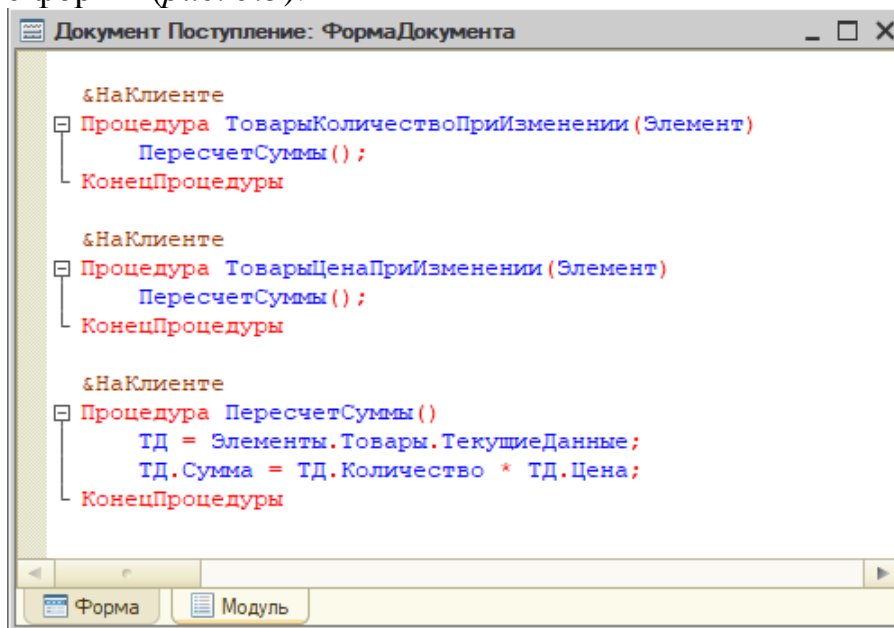 Документ Поступление: ФормаДокумента
&НаКлиенте
Процедура ТоварыКоличествоПриИзменении(Элемент)
ПересчетСуммы();
КонецПроцедуры
&НаКлиенте
Процедура ТоварыЦенаПриИзменении(Элемент)
ПересчетСуммы();
КонецПроцедуры
&НаКлиенте
Процедура ПересчетСуммы()
ТД = Элементы.Товары.ТекущиеДанные;
ТД.Сумма = ТД.Количество * ТД.Цена;
КонецПроцедуры
Форма Модуль